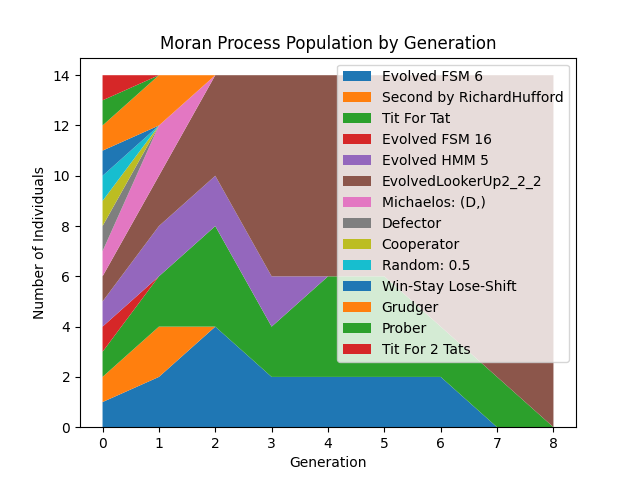 Moran Process Population by Generation
Number of Individuals
14
12
10
8
6
4
2
0
Evolved FSM 6
Second by RichardHufford
Tit For Tat
Evolved FSM 16
Evolved HMM 5
EvolvedLookerUp2_2_2
Michaelos: (D,)
Defector
Cooperator
Random: 0.5
Win-Stay Lose-Shift
Grudger
Prober
Tit For 2 Tats
0 1 2 3 4 5 6 7 8
Generation